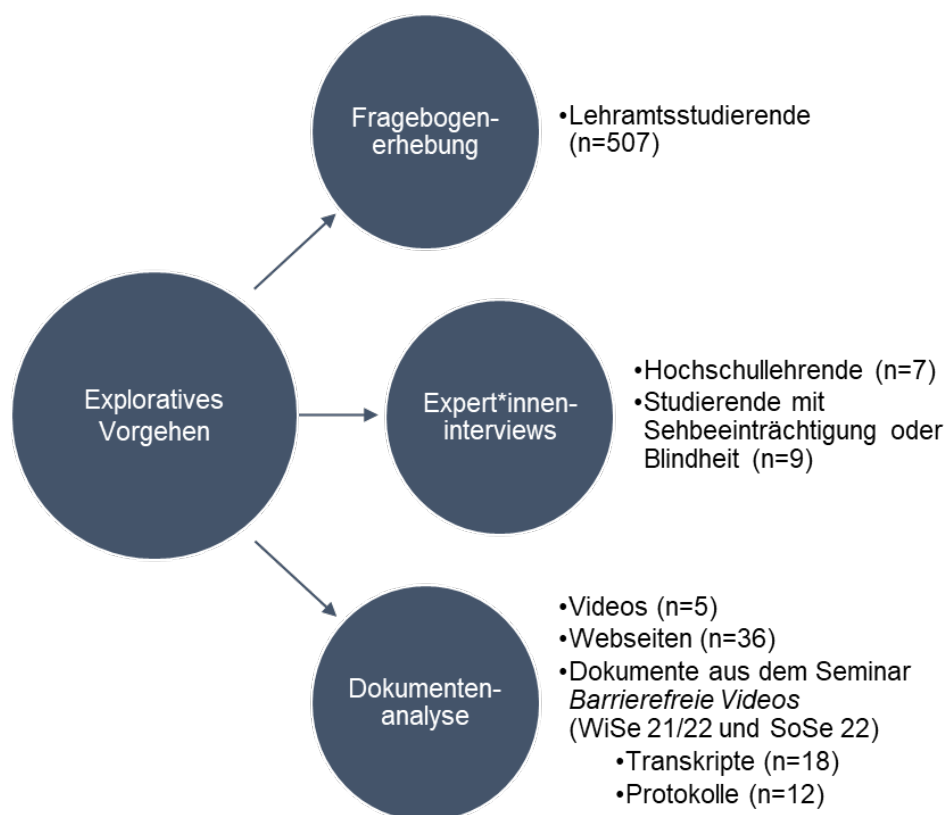 Fragebogen-
erhebung
•Lehramtsstudierende
(n=507)
Exploratives
Vorgehen
Expert*innen-
interviews
•Hochschullehrende (n=7)
•Studierende mit
Sehbeeinträchtigung oder
Blindheit (n=9)
Dokumenten-
analyse
•Videos (n=5)
•Webseiten (n=36)
•Dokumente aus dem Seminar
Barrierefreie Videos
(WiSe 21/22 und SoSe 22)
•Transkripte (n=18)
•Protokolle (n=12)